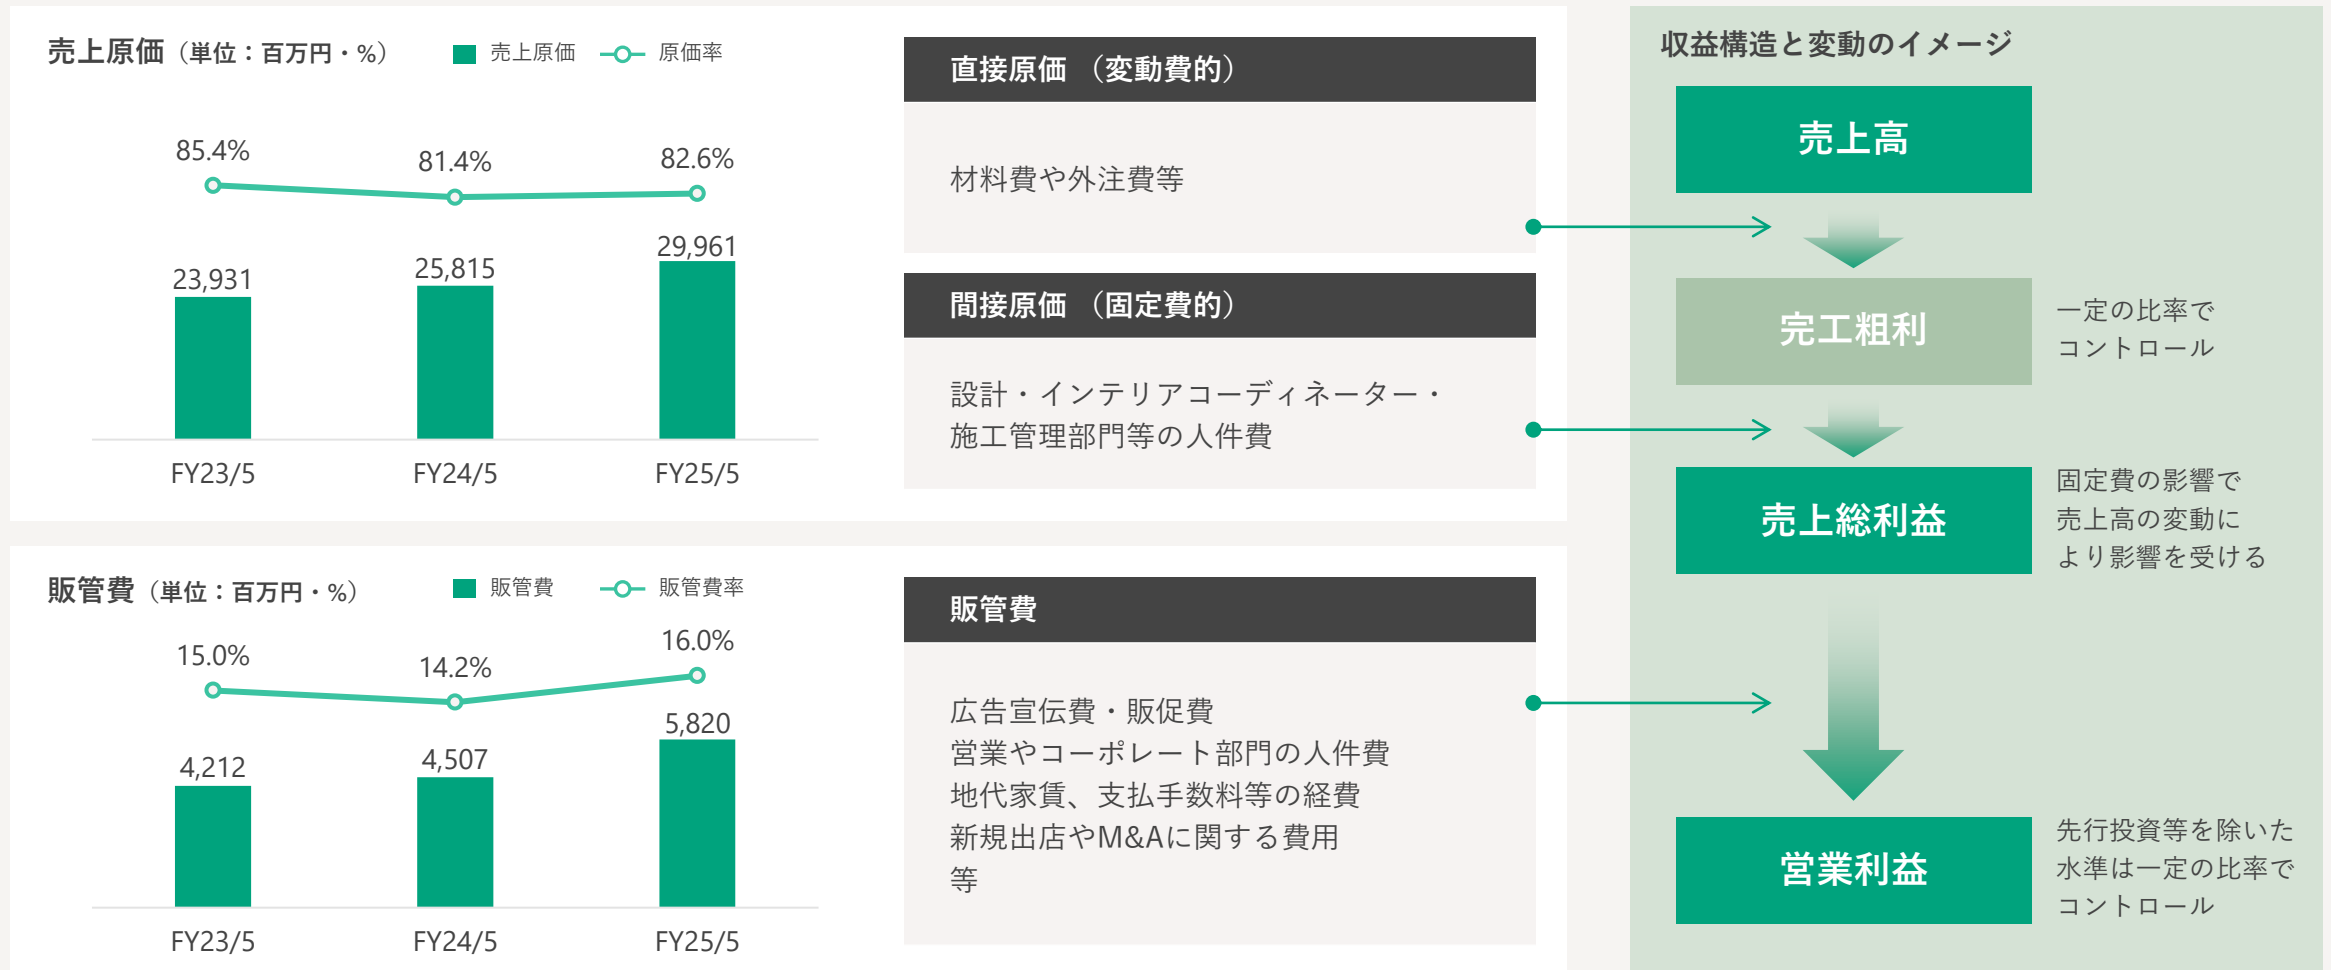 売上原価（単位：百万円・%）
売上原価
原価率
85.4%
81.4%
82.6%
23,931
25,815
29,961
FY23/5
FY24/5
FY25/5
直接原価 （変動費的）
材料費や外注費等
間接原価 （固定費的）
設計・インテリアコーディネーター・
施工管理部門等の人件費
販管費（単位：百万円・%）
販管費
販管費率
15.0%
14.2%
16.0%
4,212
4,507
5,820
FY23/5
FY24/5
FY25/5
販管費
広告宣伝費・販促費
営業やコーポレート部門の人件費
地代家賃、支払手数料等の経費
新規出店やM&Aに関する費用
等
収益構造と変動のイメージ
売上高
完工粗利
一定の比率で
コントロール
売上総利益
固定費の影響で
売上高の変動に
より影響を受ける
営業利益
先行投資等を除いた
水準は一定の比率で
コントロール